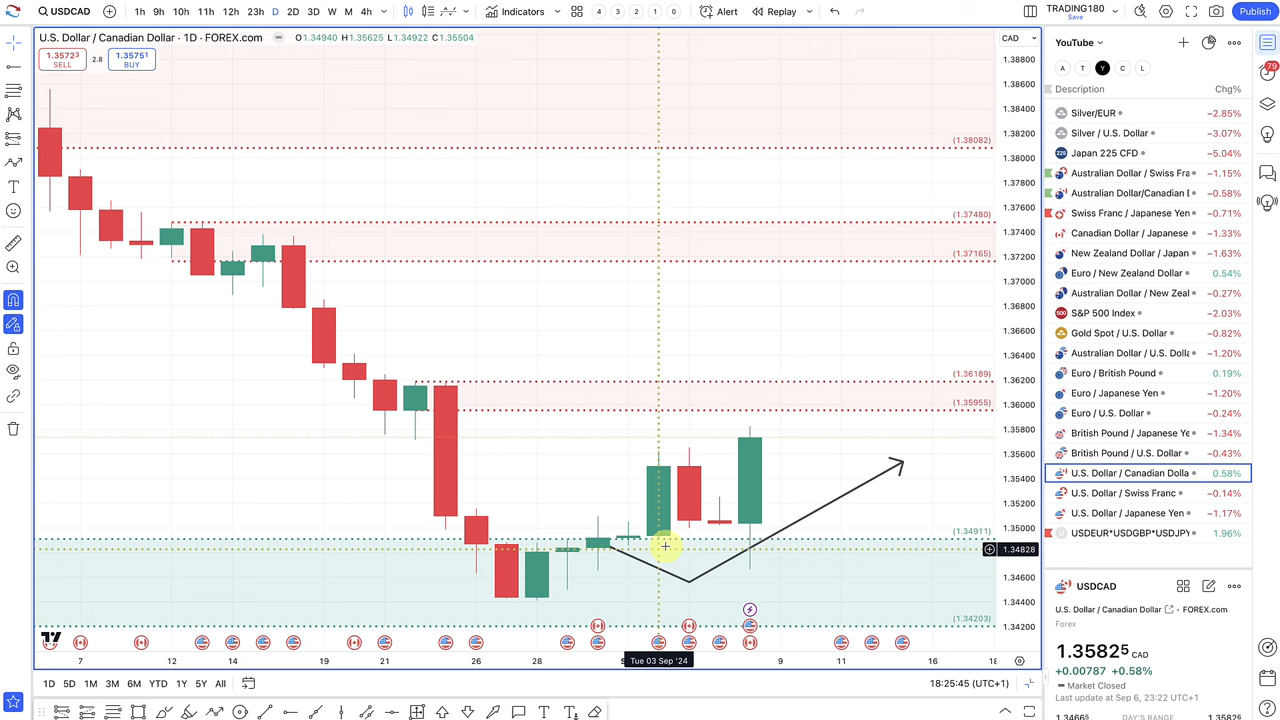 USDCAD
1h 9h 10h 11h 12h 23h D 2D 3D W M 4h
Indicators
4 3 2 1 0
Alert
Replay
TRADING180
Save
Publish
U.S. Dollar / Canadian Dollar · 1D · FOREX.com
O1.34940 H1.35625 L1.34922 C1.35504
1.35723
SELL
2.8
1.35751
BUY
CAD
1.38800
1.38600
1.38400
1.38200
1.38000
1.37800
1.37600
1.37400
1.37200
1.37000
1.36800
1.36600
1.36400
1.36200
1.36000
1.35800
1.35600
1.35400
1.35200
1.35000
1.34828
1.34600
1.34400
1.34200
(1.38082)
(1.37480)
(1.37165)
(1.36189)
(1.35955)
(1.34911)
(1.34203)
7 12 14 19 21 26 28 Tue 03 Sep '24 9 11 16
1D 5D 1M 3M 6M YTD 1Y 5Y All
18:25:45 (UTC+1)
YouTube
A T Y C L
Description Chg%
Silver/EUR −2.85%
Silver / U.S. Dollar −3.07%
Japan 225 CFD −5.04%
Australian Dollar / Swiss Fra −1.15%
Australian Dollar/Canadian −0.58%
Swiss Franc / Japanese Yen −0.71%
Canadian Dollar / Japanese −1.33%
New Zealand Dollar / Japan −1.63%
Euro / New Zealand Dollar 0.54%
Australian Dollar / New Zeal −0.27%
S&P 500 Index −2.03%
Gold Spot / U.S. Dollar −0.82%
Australian Dollar / U.S. Dolla −1.20%
Euro / British Pound 0.19%
Euro / Japanese Yen −1.20%
Euro / U.S. Dollar −0.24%
British Pound / Japanese Ye −1.34%
British Pound / U.S. Dollar −0.43%
U.S. Dollar / Canadian Dolla 0.58%
U.S. Dollar / Swiss Franc −0.14%
U.S. Dollar / Japanese Yen −1.17%
USDEUR*USDGBP*USDJPY 1.96%
79
USDCAD
U.S. Dollar / Canadian Dollar FOREX.com
Forex
1.35825 CAD
+0.00787 +0.58%
Market Closed
Last update at Sep 6, 23:22 UTC+1
DAY'S RANGE